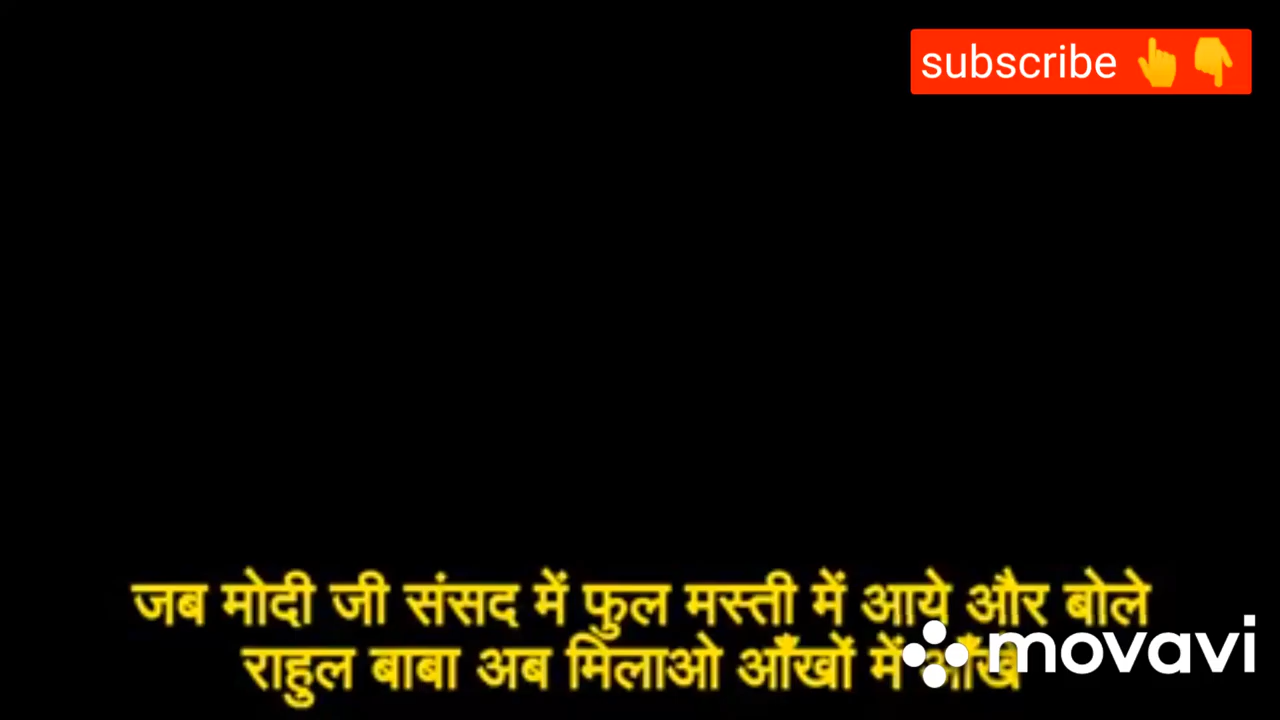 subscribe 👆👇
जब मोदी जी संसद में फुल मस्ती में आये और बोले
राहुल बाबा अब मिलाओ आँखों में आँख
movavi